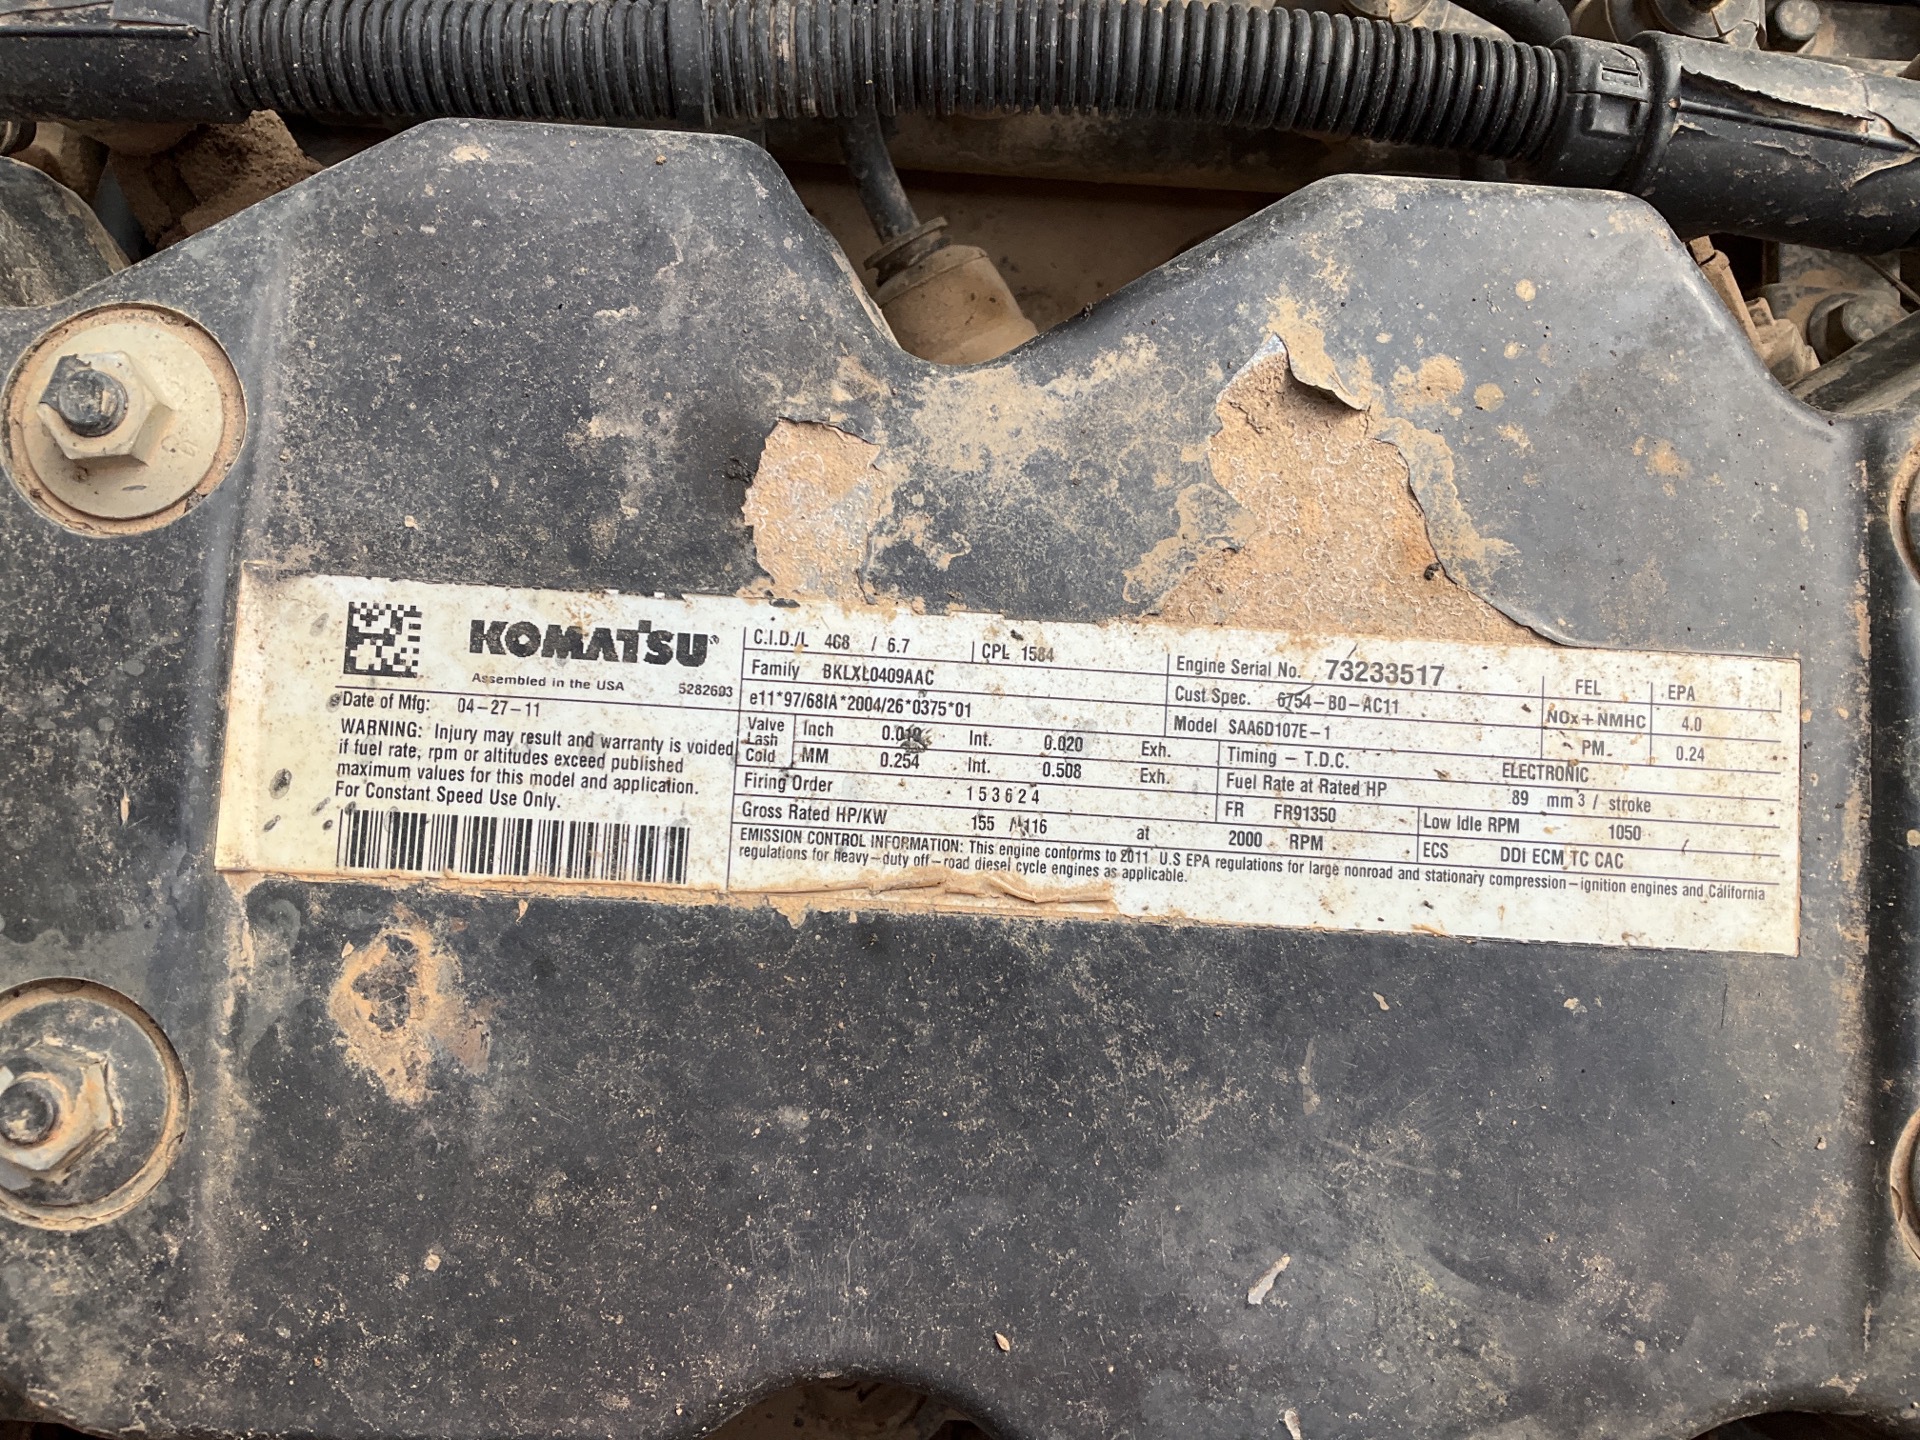 KOMATSU®
Assembled in the USA 5282693
Date of Mfg: 04-27-11
WARNING: Injury may result and warranty is voided
if fuel rate, rpm or altitudes exceed published
maximum values for this model and application.
For Constant Speed Use Only.
C.I.D./L 408 / 6.7 CPL 1584
Family BKLXL0409AAC
e11*97/68IA*2004/26*0375*01
Valve Lash Cold
Inch 0.010 Int. 0.020 Exh.
MM 0.254 Int. 0.508 Exh.
Firing Order 153624
Gross Rated HP/KW 155 / 116 at 2000 RPM
Engine Serial No. 73233517
Cust Spec. 6754-B0-AC11
Model SAA6D107E-1
FEL EPA
NOx+NMHC 4.0
PM 0.24
Timing-T.D.C. ELECTRONIC
Fuel Rate at Rated HP 89 mm3 / stroke
FR FR91350 Low Idle RPM 1050
ECS DDI ECM TC CAC
EMISSION CONTROL INFORMATION: This engine conforms to 2011 U.S EPA regulations for large nonroad and stationary compression-ignition engines and California
regulations for heavy-duty off-road diesel cycle engines as applicable.